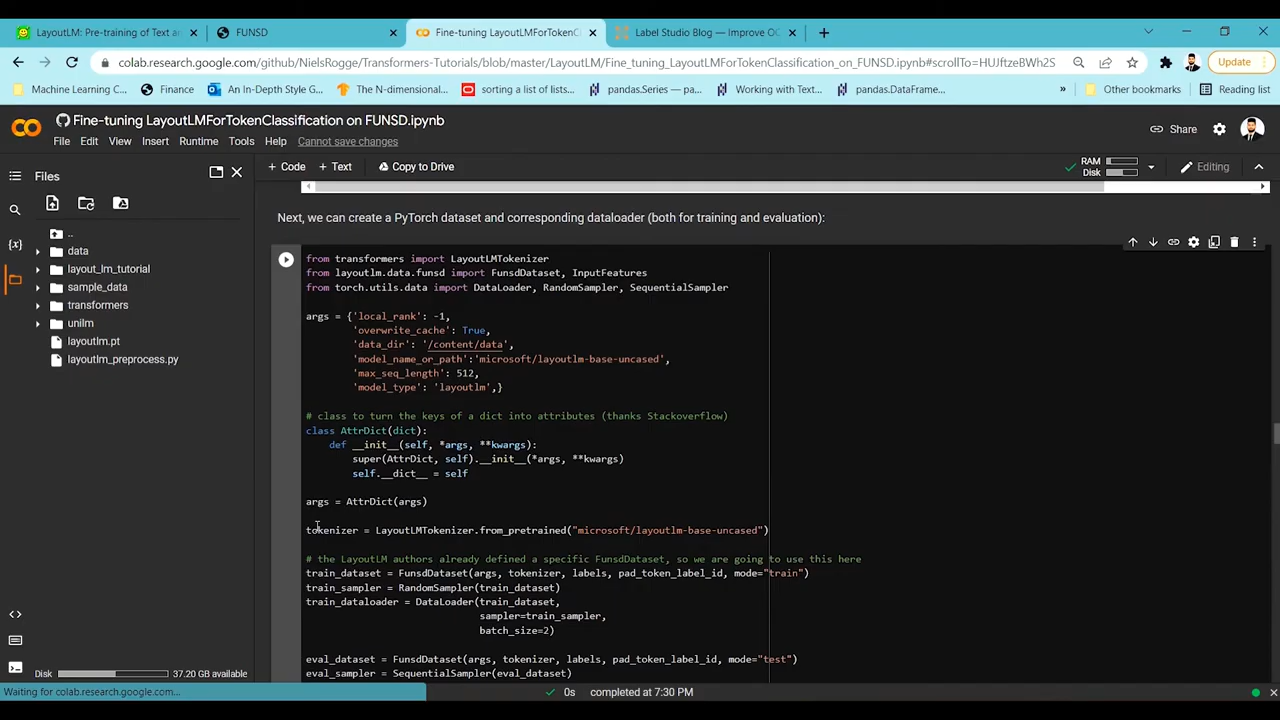 LayoutLM: Pre-training of Text a
FUNSD
Fine-tuning LayoutLMForTokenC
Label Studio Blog — Improve OC
colab.research.google.com/github/NielsRogge/Transformers-Tutorials/blob/master/LayoutLM/Fine_tuning_LayoutLMForTokenClassification_on_FUNSD.ipynb#scrollTo=HUJftzeBWh2S
Update
Machine Learning C...
Finance
An In-Depth Style G...
The N-dimensional...
sorting a list of lists...
pandas.Series — pa...
Working with Text...
pandas.DataFrame...
»
Other bookmarks
Reading list
Fine-tuning LayoutLMForTokenClassification on FUNSD.ipynb
File Edit View Insert Runtime Tools Help Cannot save changes
Share
Files
+ Code + Text Copy to Drive
RAM
Disk
Editing
..
data
layout_lm_tutorial
sample_data
transformers
unilm
layoutlm.pt
layoutlm_preprocess.py
Next, we can create a PyTorch dataset and corresponding dataloader (both for training and evaluation):
from transformers import LayoutLMTokenizer
from layoutlm.data.funsd import FunsdDataset, InputFeatures
from torch.utils.data import DataLoader, RandomSampler, SequentialSampler
args = {'local_rank': -1,
'overwrite_cache': True,
'data_dir': '/content/data',
'model_name_or_path':'microsoft/layoutlm-base-uncased',
'max_seq_length': 512,
'model_type': 'layoutlm',}
# class to turn the keys of a dict into attributes (thanks Stackoverflow)
class AttrDict(dict):
def __init__(self, *args, **kwargs):
super(AttrDict, self).__init__(*args, **kwargs)
self.__dict__ = self
args = AttrDict(args)
tokenizer = LayoutLMTokenizer.from_pretrained("microsoft/layoutlm-base-uncased")
# the LayoutLM authors already defined a specific FunsdDataset, so we are going to use this here
train_dataset = FunsdDataset(args, tokenizer, labels, pad_token_label_id, mode="train")
train_sampler = RandomSampler(train_dataset)
train_dataloader = DataLoader(train_dataset,
sampler=train_sampler,
batch_size=2)
eval_dataset = FunsdDataset(args, tokenizer, labels, pad_token_label_id, mode="test")
eval_sampler = SequentialSampler(eval_dataset)
Disk
37.20 GB available
Waiting for colab.research.google.com...
0s completed at 7:30 PM